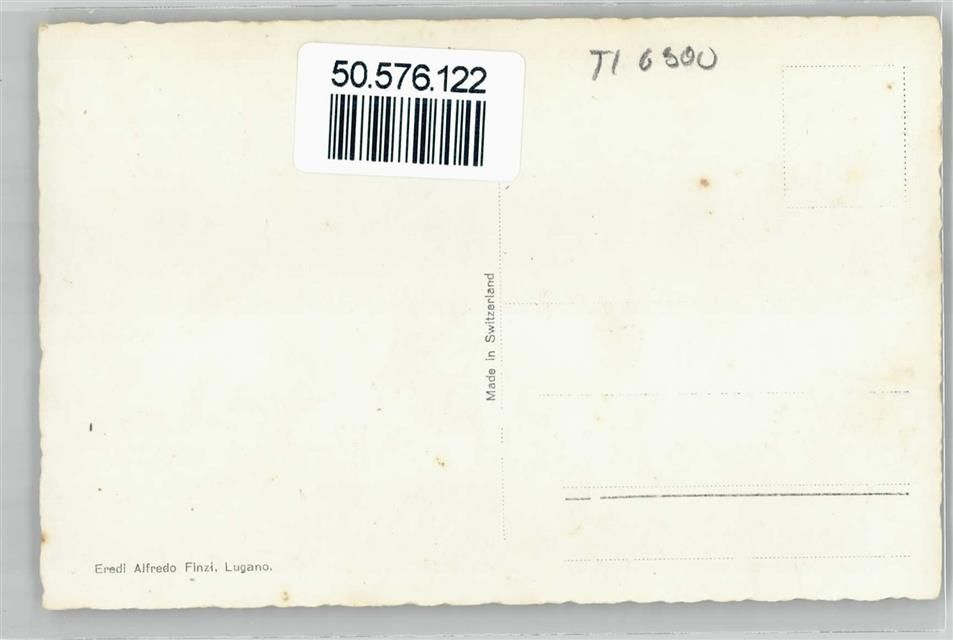 50.576.122
TI 6900
Made in Switzerland
Eredi Alfredo Finzi, Lugano.